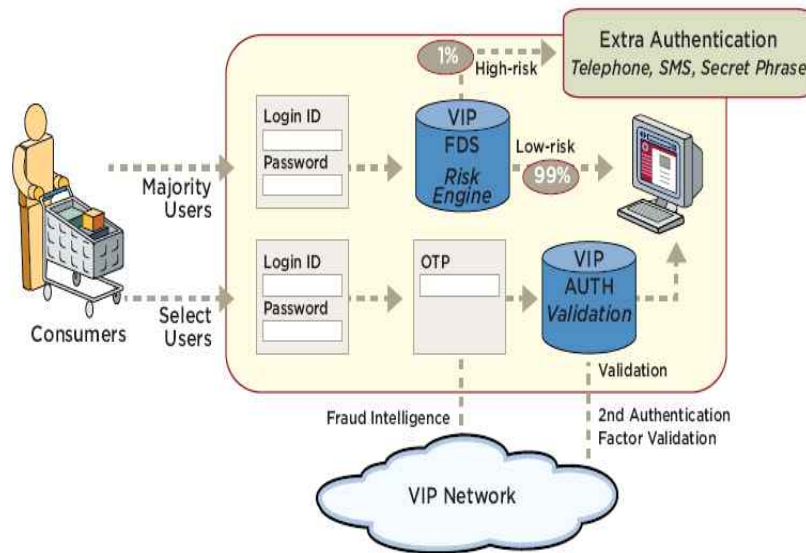 1%
High-risk
Extra Authentication
Telephone, SMS, Secret Phrase
Login ID
Password
VIP
FDS
Risk
Engine
Low-risk
99%
Majority
Users
Login ID
Password
OTP
VIP
AUTH
Validation
Select
Users
Consumers
Validation
Fraud Intelligence
2nd Authentication
Factor Validation
VIP Network